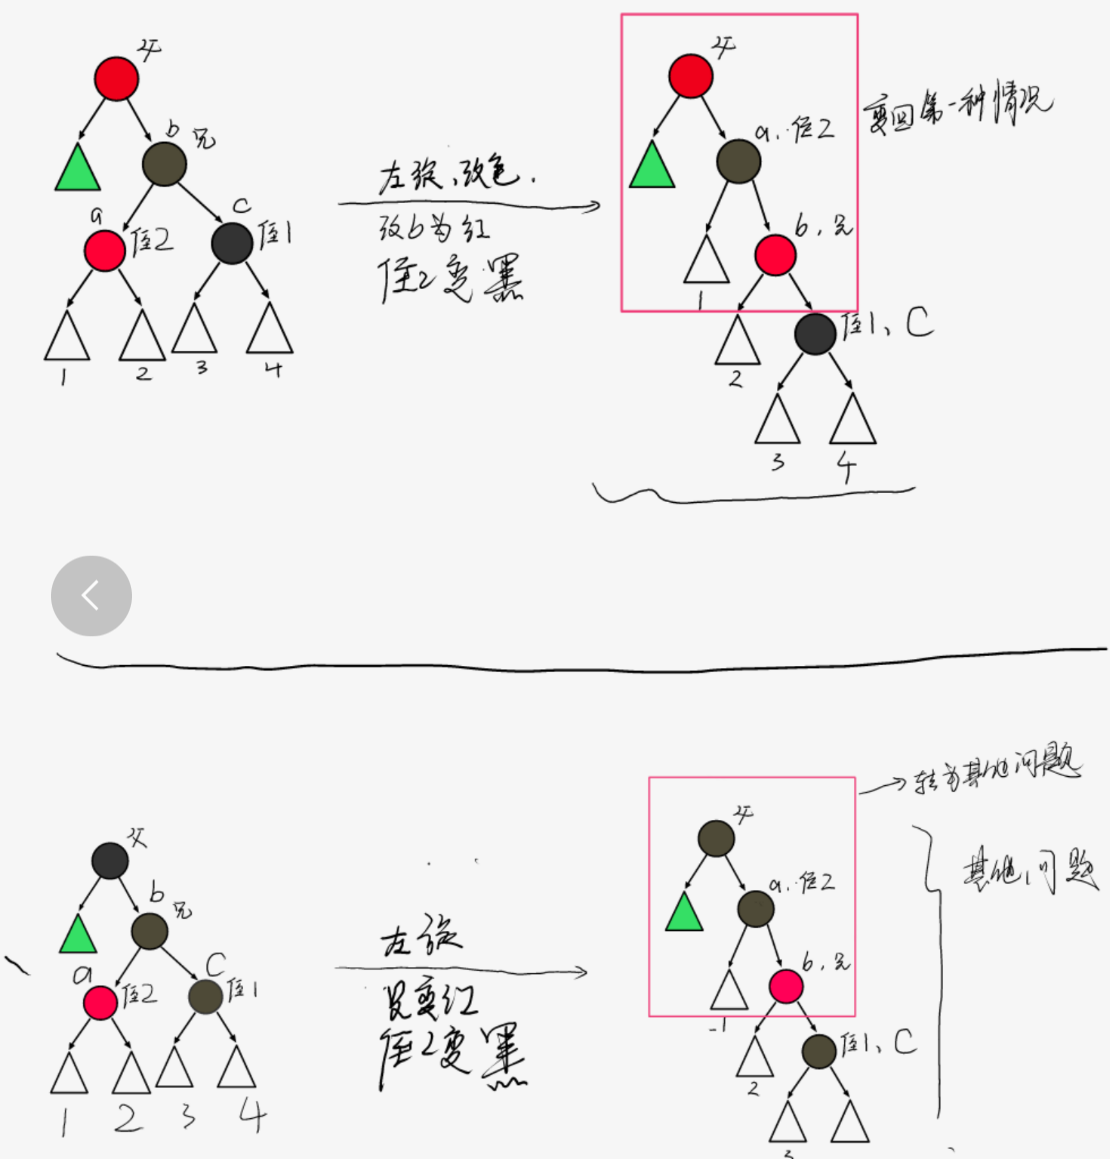 父
b 兄
a 侄2
c 侄1
1 2 3 4
左旋、改色.
改b为红
侄2变黑
父
a、侄2
变回第一种情况
b, 兄
1
侄1、C
2
3 4
父
b 兄
a 侄2
C 侄1
1 2 3 4
左旋
兄变红
侄2变黑
转为其他问题
父
a、侄2
其他问题
b, 兄
1
侄1、C
2
3